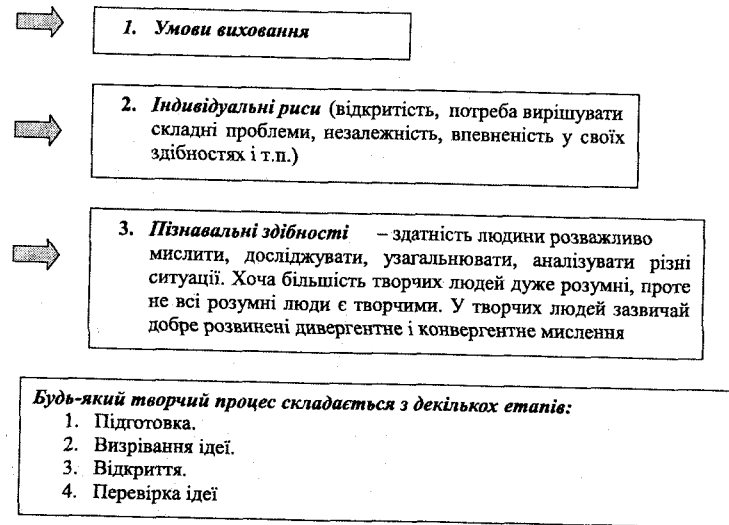 1. Умови виховання
2. Індивідуальні риси (відкритість, потреба вирішувати
складні проблеми, незалежність, впевненість у своїх
здібностях і т.п.)
3. Пізнавальні здібності – здатність людини розважливо
мислити, досліджувати, узагальнювати, аналізувати різні
ситуації. Хоча більшість творчих людей дуже розумні, проте
не всі розумні люди є творчими. У творчих людей зазвичай
добре розвинені дивергентне і конвергентне мислення
Будь-який творчий процес складається з декількох етапів:
1. Підготовка.
2. Визрівання ідеї.
3. Відкриття.
4. Перевірка ідеї